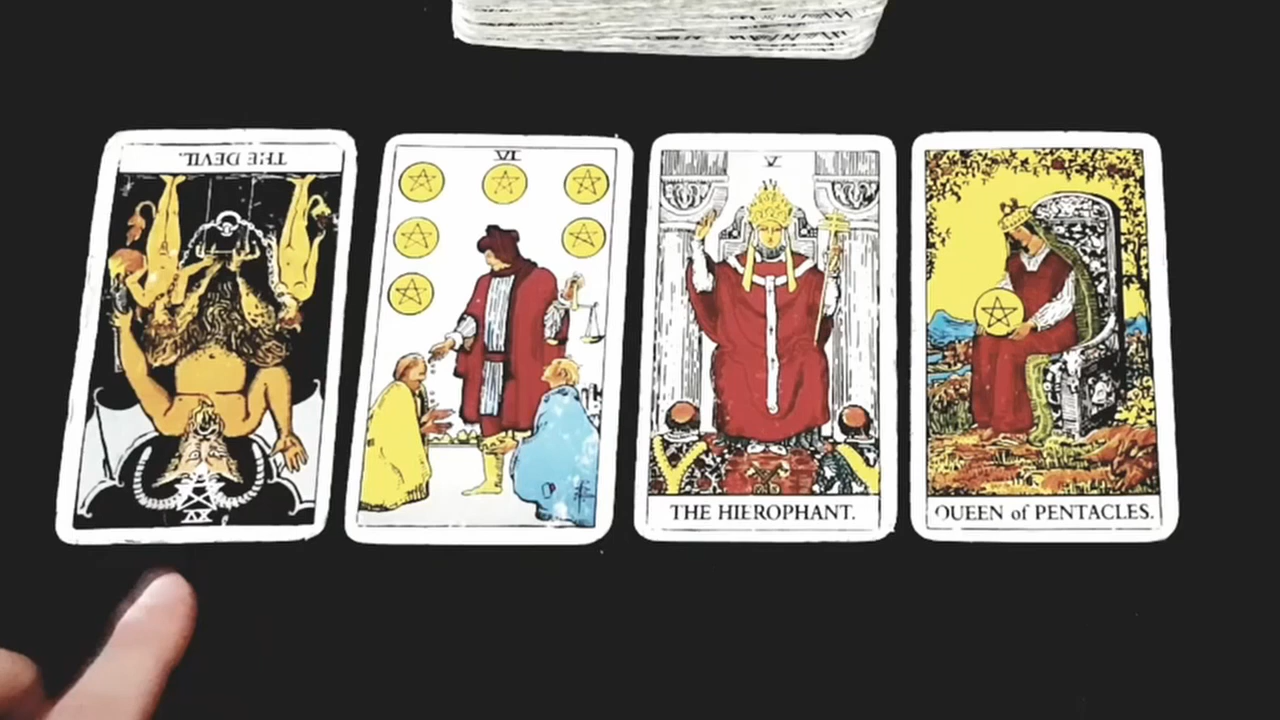 THE DEVIL.
XV
VI
V
THE HIEROPHANT.
QUEEN of PENTACLES.